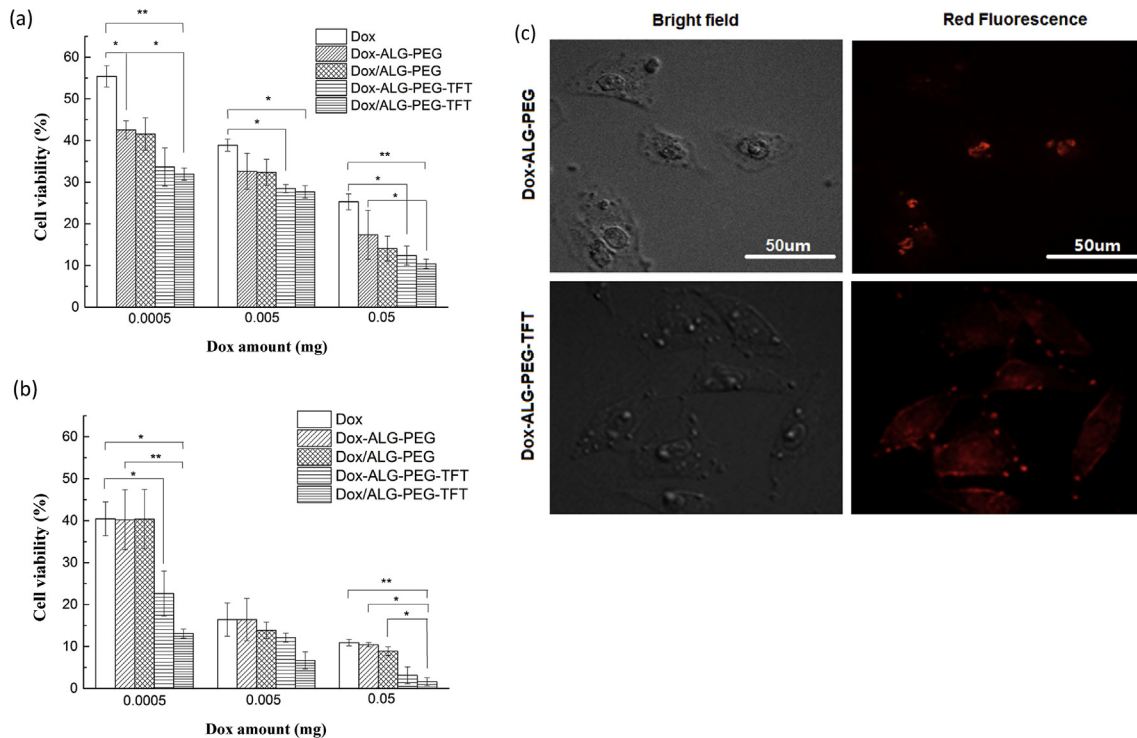 (a)
**
*
*
*
*
**
*
*
Dox
Dox-ALG-PEG
Dox/ALG-PEG
Dox-ALG-PEG-TFT
Dox/ALG-PEG-TFT
60
50
40
30
20
10
0
Cell viability (%)
0.0005
0.005
0.05
Dox amount (mg)
(b)
*
**
*
**
*
*
Dox
Dox-ALG-PEG
Dox/ALG-PEG
Dox-ALG-PEG-TFT
Dox/ALG-PEG-TFT
60
50
40
30
20
10
0
Cell viability (%)
0.0005
0.005
0.05
Dox amount (mg)
(c)
Bright field
Red Fluorescence
Dox-ALG-PEG
50um
50um
Dox-ALG-PEG-TFT